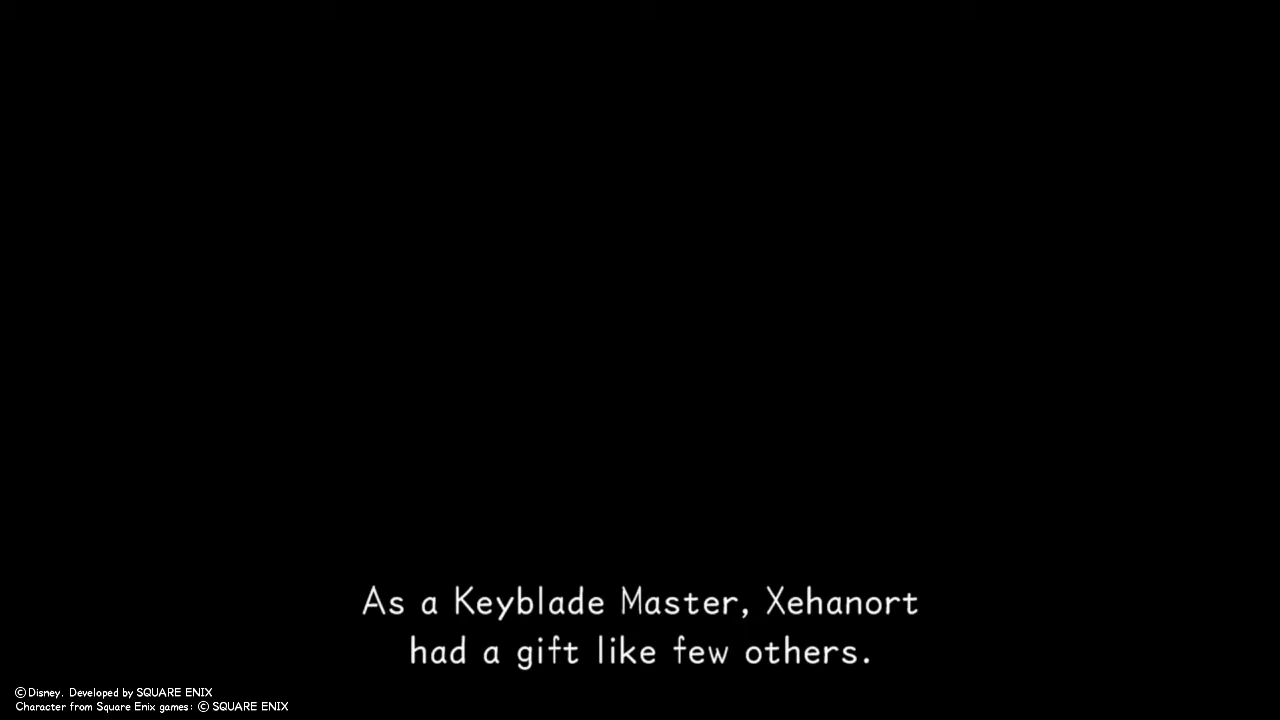 As a Keyblade Master, Xehanort
had a gift like few others.
©Disney. Developed by SQUARE ENIX
Character from Square Enix games: © SQUARE ENIX